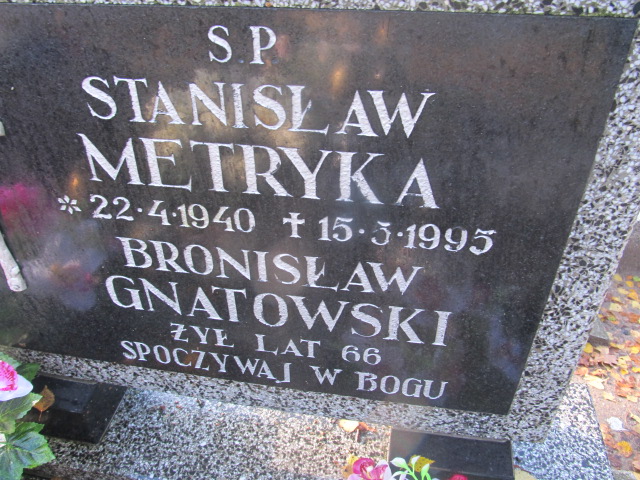 S.P
STANISŁAW
METRYKA
* 22.4.1940 † 15.5.1995
BRONISŁAW
GNATOWSKI
ŻYŁ LAT 66
SPOCZYWAJ W BOGU